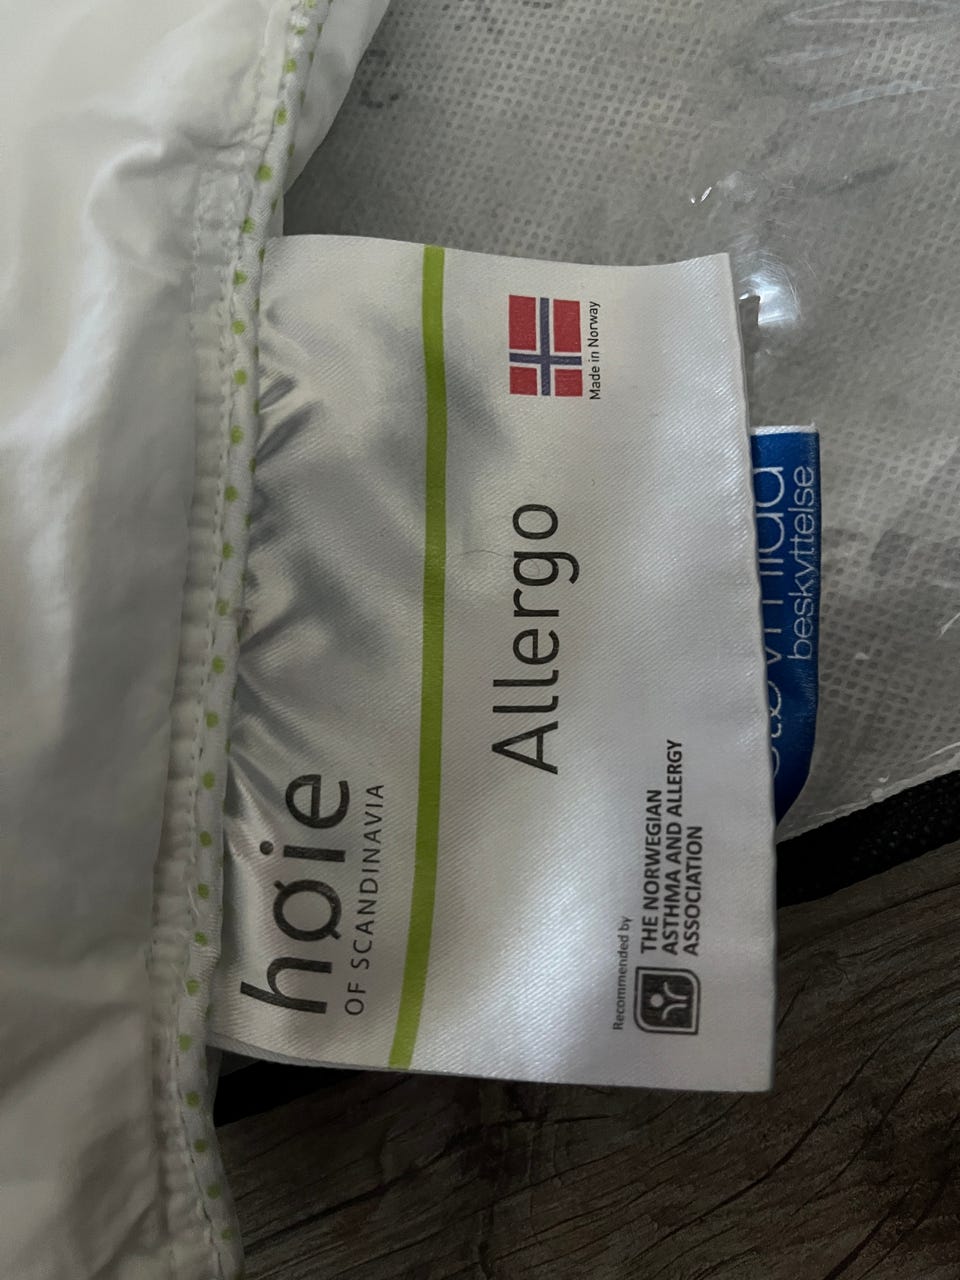 høie
OF SCANDINAVIA
Allergo
Made in Norway
Recommended by
THE NORWEGIAN
ASTHMA AND ALLERGY
ASSOCIATION
beskyttelse